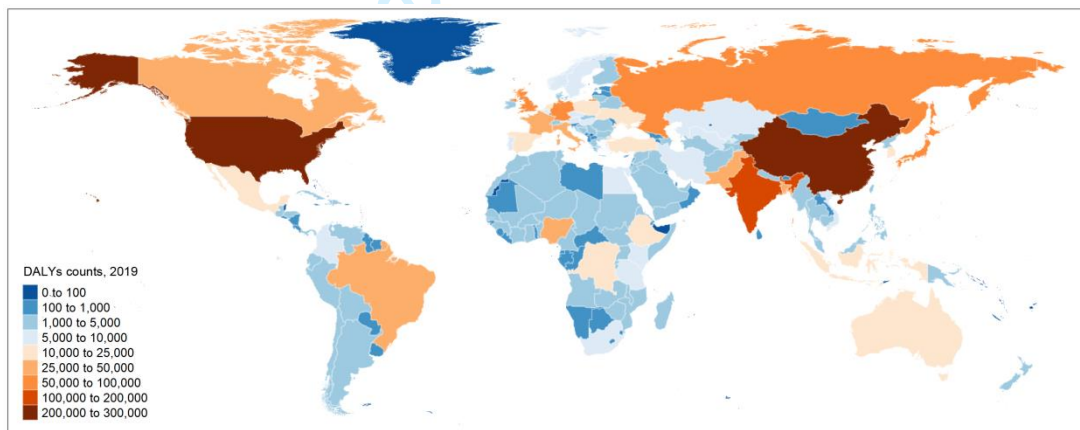 DALYs counts, 2019
0 to 100
100 to 1,000
1,000 to 5,000
5,000 to 10,000
10,000 to 25,000
25,000 to 50,000
50,000 to 100,000
100,000 to 200,000
200,000 to 300,000